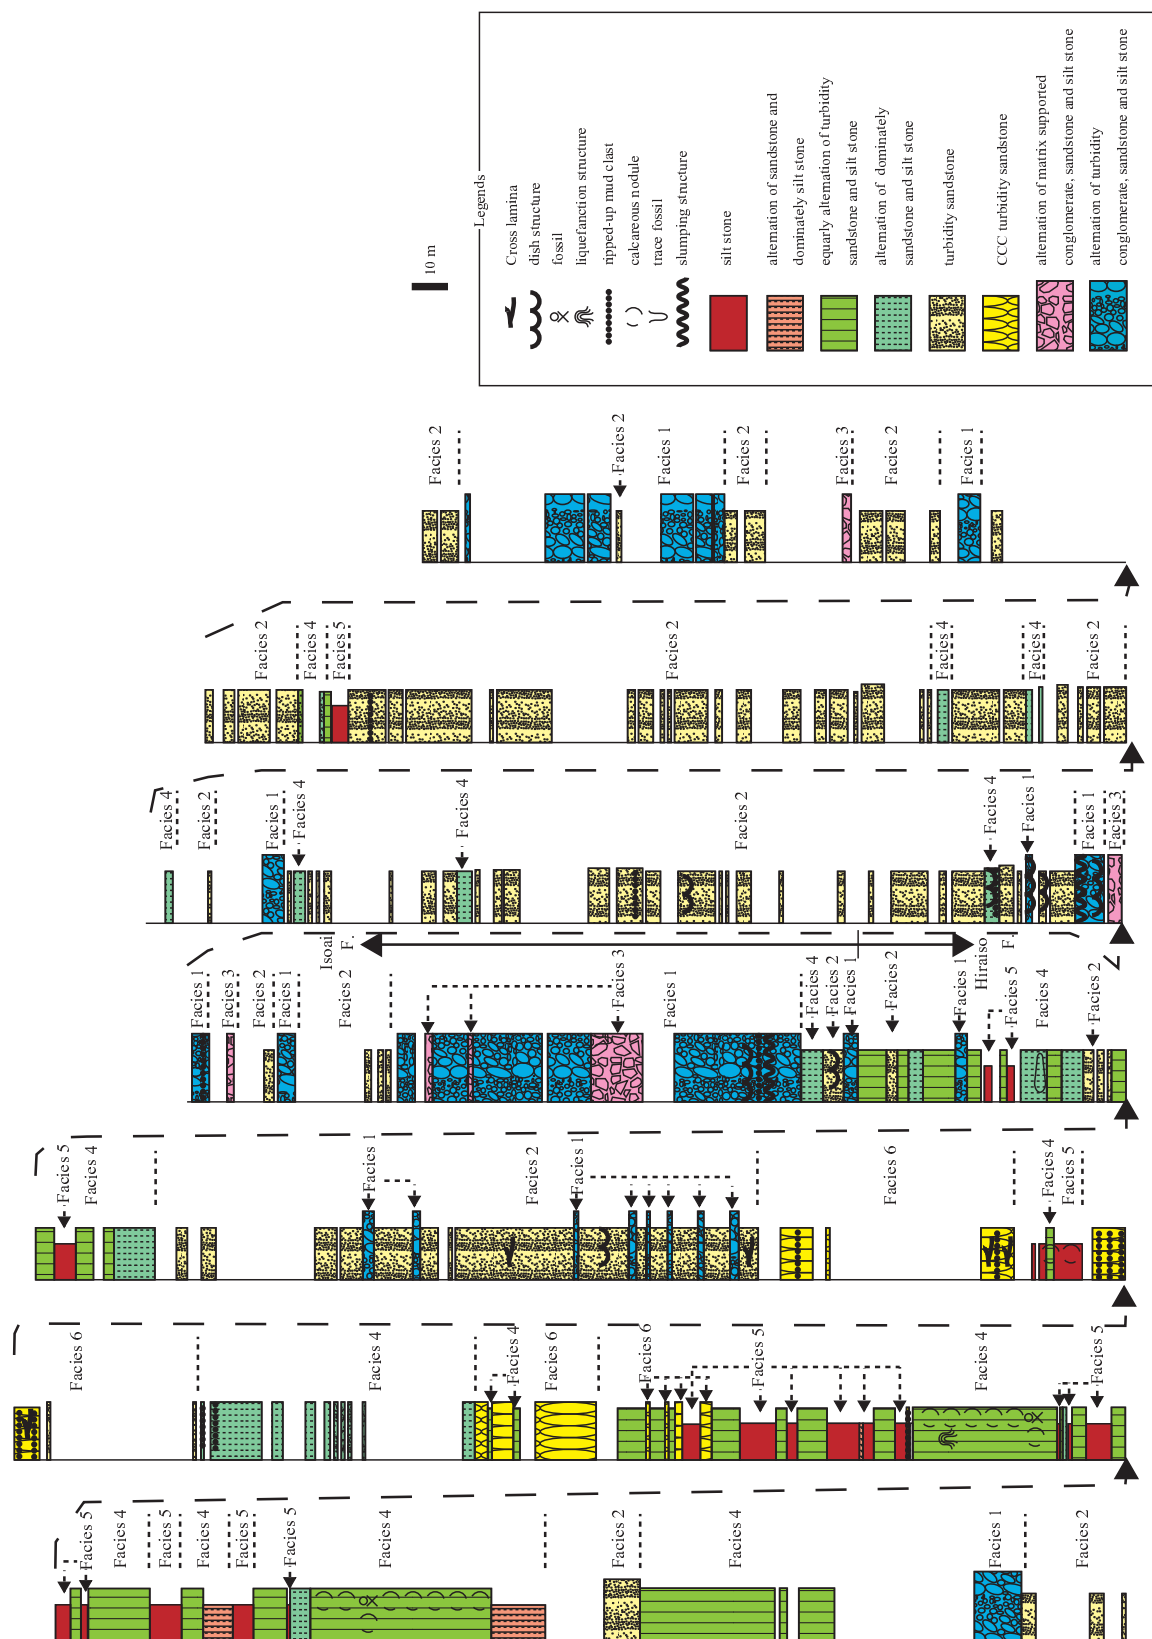 Legends
10 m
Cross lamina
dish structure
fossil
liquefanction structure
ripped-up mud clast
calcareous nodule
trace fossil
slumping structure
silt stone
alternation of sandstone and
dominately silt stone
equarly alternation of turbidity
sandstone and silt stone
alternation of dominately
sandstone and silt stone
turbidity sandstone
CCC turbidity sandstone
alternation of matrix supported
conglomerate, sandstone and silt stone
alternation of turbidity
conglomerate, sandstone and silt stone
Facies 2
Facies 2
Facies 1
Facies 2
Facies 3
Facies 2
Facies 1
Facies 2
Facies 4
Facies 5
Facies 2
Facies 4
Facies 4
Facies 2
Facies 4
Facies 2
Facies 1
Facies 4
Facies 4
Facies 2
Facies 4
Facies 1
Facies 1
Facies 3
Isoai
F.
Hiraiso
F.
Facies 1
Facies 3
Facies 2
Facies 1
Facies 2
Facies 3
Facies 1
Facies 4
Facies 2
Facies 1
Facies 2
Facies 1
Facies 5
Facies 4
Facies 2
Facies 5
Facies 4
Facies 1
Facies 2
Facies 1
Facies 6
Facies 4
Facies 5
Facies 6
Facies 4
Facies 4
Facies 6
Facies 6
Facies 5
Facies 4
Facies 5
Facies 5
Facies 4
Facies 5
Facies 4
Facies 5
Facies 5
Facies 4
Facies 2
Facies 4
Facies 1
Facies 2